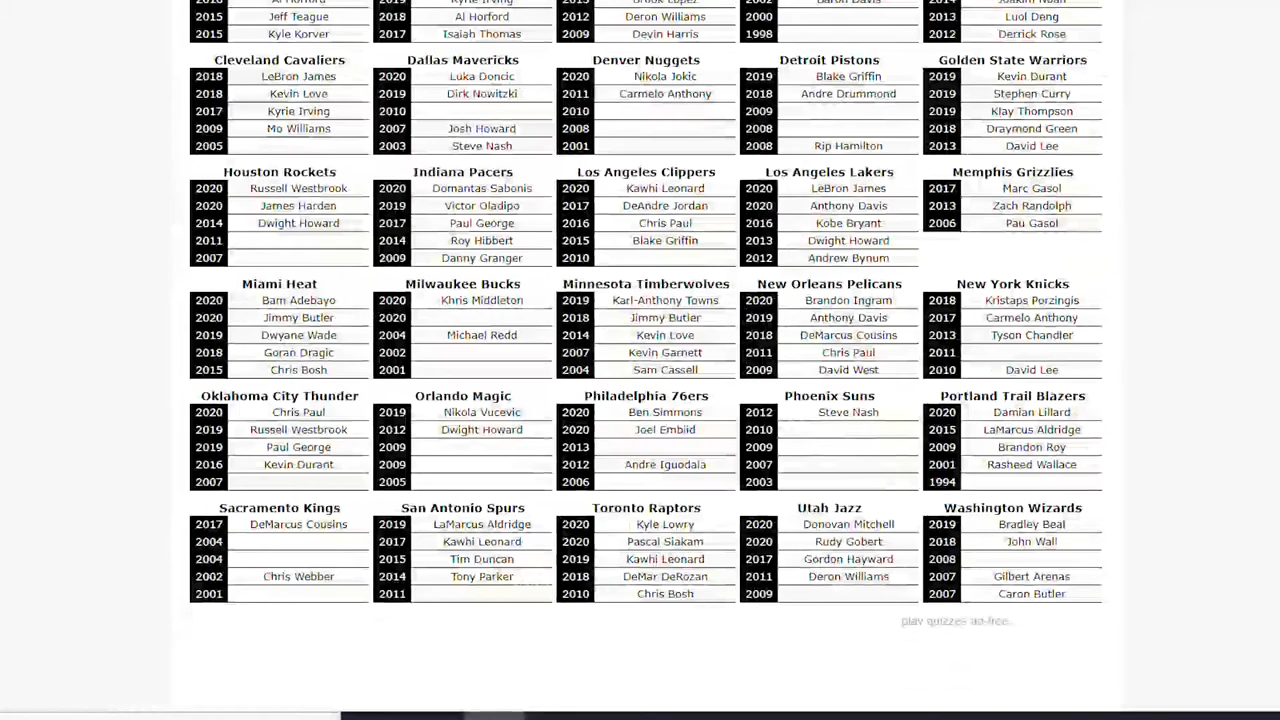 2015 Jeff Teague 2018 Al Horford 2012 Deron Williams 2000 2013 Luol Deng
2015 Kyle Korver 2017 Isaiah Thomas 2009 Devin Harris 1998 2012 Derrick Rose
Cleveland Cavaliers Dallas Mavericks Denver Nuggets Detroit Pistons Golden State Warriors
2018 LeBron James 2020 Luka Doncic 2020 Nikola Jokic 2019 Blake Griffin 2019 Kevin Durant
2018 Kevin Love 2019 Dirk Nowitzki 2011 Carmelo Anthony 2018 Andre Drummond 2019 Stephen Curry
2017 Kyrie Irving 2010 2010 2009 2019 Klay Thompson
2009 Mo Williams 2007 Josh Howard 2008 2008 2018 Draymond Green
2005 2003 Steve Nash 2001 2008 Rip Hamilton 2013 David Lee
Houston Rockets Indiana Pacers Los Angeles Clippers Los Angeles Lakers Memphis Grizzlies
2020 Russell Westbrook 2020 Domantas Sabonis 2020 Kawhi Leonard 2020 LeBron James 2017 Marc Gasol
2020 James Harden 2019 Victor Oladipo 2017 DeAndre Jordan 2020 Anthony Davis 2013 Zach Randolph
2014 Dwight Howard 2017 Paul George 2016 Chris Paul 2016 Kobe Bryant 2006 Pau Gasol
2011 2014 Roy Hibbert 2015 Blake Griffin 2013 Dwight Howard
2007 2009 Danny Granger 2010 2012 Andrew Bynum
Miami Heat Milwaukee Bucks Minnesota Timberwolves New Orleans Pelicans New York Knicks
2020 Bam Adebayo 2020 Khris Middleton 2019 Karl-Anthony Towns 2020 Brandon Ingram 2018 Kristaps Porzingis
2020 Jimmy Butler 2020 2018 Jimmy Butler 2019 Anthony Davis 2017 Carmelo Anthony
2019 Dwyane Wade 2004 Michael Redd 2014 Kevin Love 2018 DeMarcus Cousins 2013 Tyson Chandler
2018 Goran Dragic 2002 2007 Kevin Garnett 2011 Chris Paul 2011
2015 Chris Bosh 2001 2004 Sam Cassell 2009 David West 2010 David Lee
Oklahoma City Thunder Orlando Magic Philadelphia 76ers Phoenix Suns Portland Trail Blazers
2020 Chris Paul 2019 Nikola Vucevic 2020 Ben Simmons 2012 Steve Nash 2020 Damian Lillard
2019 Russell Westbrook 2012 Dwight Howard 2020 Joel Embiid 2010 2015 LaMarcus Aldridge
2019 Paul George 2009 2013 2009 2009 Brandon Roy
2016 Kevin Durant 2009 2012 Andre Iguodala 2007 2001 Rasheed Wallace
2007 2005 2006 2003 1994
Sacramento Kings San Antonio Spurs Toronto Raptors Utah Jazz Washington Wizards
2017 DeMarcus Cousins 2019 LaMarcus Aldridge 2020 Kyle Lowry 2020 Donovan Mitchell 2019 Bradley Beal
2004 2017 Kawhi Leonard 2020 Pascal Siakam 2020 Rudy Gobert 2018 John Wall
2004 2015 Tim Duncan 2019 Kawhi Leonard 2017 Gordon Hayward 2008
2002 Chris Webber 2014 Tony Parker 2018 DeMar DeRozan 2011 Deron Williams 2007 Gilbert Arenas
2001 2011 2010 Chris Bosh 2009 2007 Caron Butler
play quizzes ad-free.